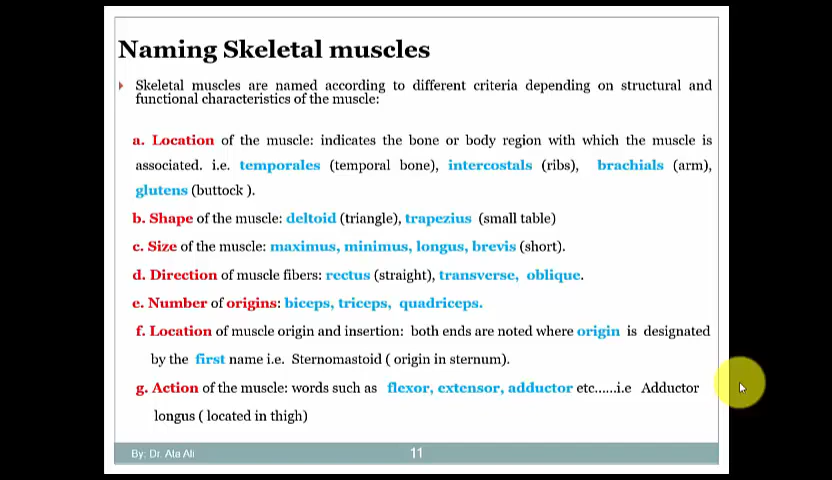 Naming Skeletal muscles
Skeletal muscles are named according to different criteria depending on structural and
functional characteristics of the muscle:
a. Location of the muscle: indicates the bone or body region with which the muscle is
associated. i.e. temporales (temporal bone), intercostals (ribs), brachials (arm),
glutens (buttock ).
b. Shape of the muscle: deltoid (triangle), trapezius (small table)
c. Size of the muscle: maximus, minimus, longus, brevis (short).
d. Direction of muscle fibers: rectus (straight), transverse, oblique.
e. Number of origins: biceps, triceps, quadriceps.
f. Location of muscle origin and insertion: both ends are noted where origin is designated
by the first name i.e. Sternomastoid ( origin in sternum).
g. Action of the muscle: words such as flexor, extensor, adductor etc......i.e Adductor
longus ( located in thigh)
By: Dr. Ala Ali
11